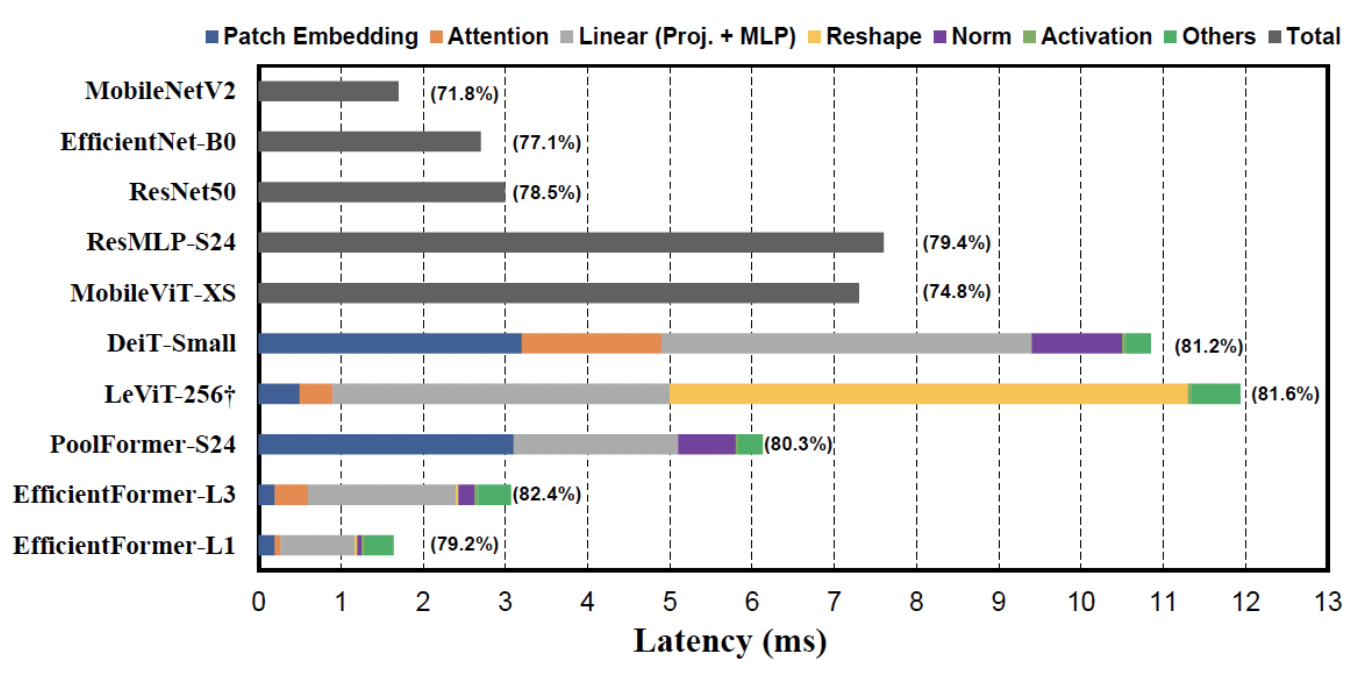 Patch Embedding Attention Linear (Proj. + MLP) Reshape Norm Activation Others Total
MobileNetV2 (71.8%)
EfficientNet-B0 (77.1%)
ResNet50 (78.5%)
ResMLP-S24 (79.4%)
MobileViT-XS (74.8%)
DeiT-Small (81.2%)
LeViT-256† (81.6%)
PoolFormer-S24 (80.3%)
EfficientFormer-L3 (82.4%)
EfficientFormer-L1 (79.2%)
0 1 2 3 4 5 6 7 8 9 10 11 12 13
Latency (ms)